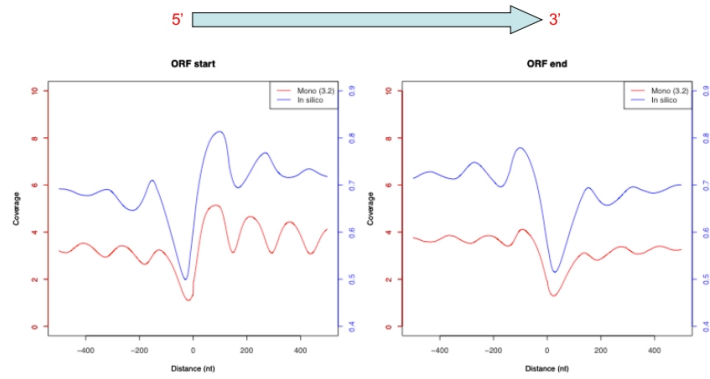 5' 3'
ORF start
Mono (3.2)
In silico
Coverage
0 2 4 6 8 10
0.4 0.5 0.6 0.7 0.8 0.9
−400 −200 0 200 400
Distance (nt)
ORF end
Mono (3.2)
In silico
Coverage
0 2 4 6 8 10
0.4 0.5 0.6 0.7 0.8 0.9
−400 −200 0 200 400
Distance (nt)